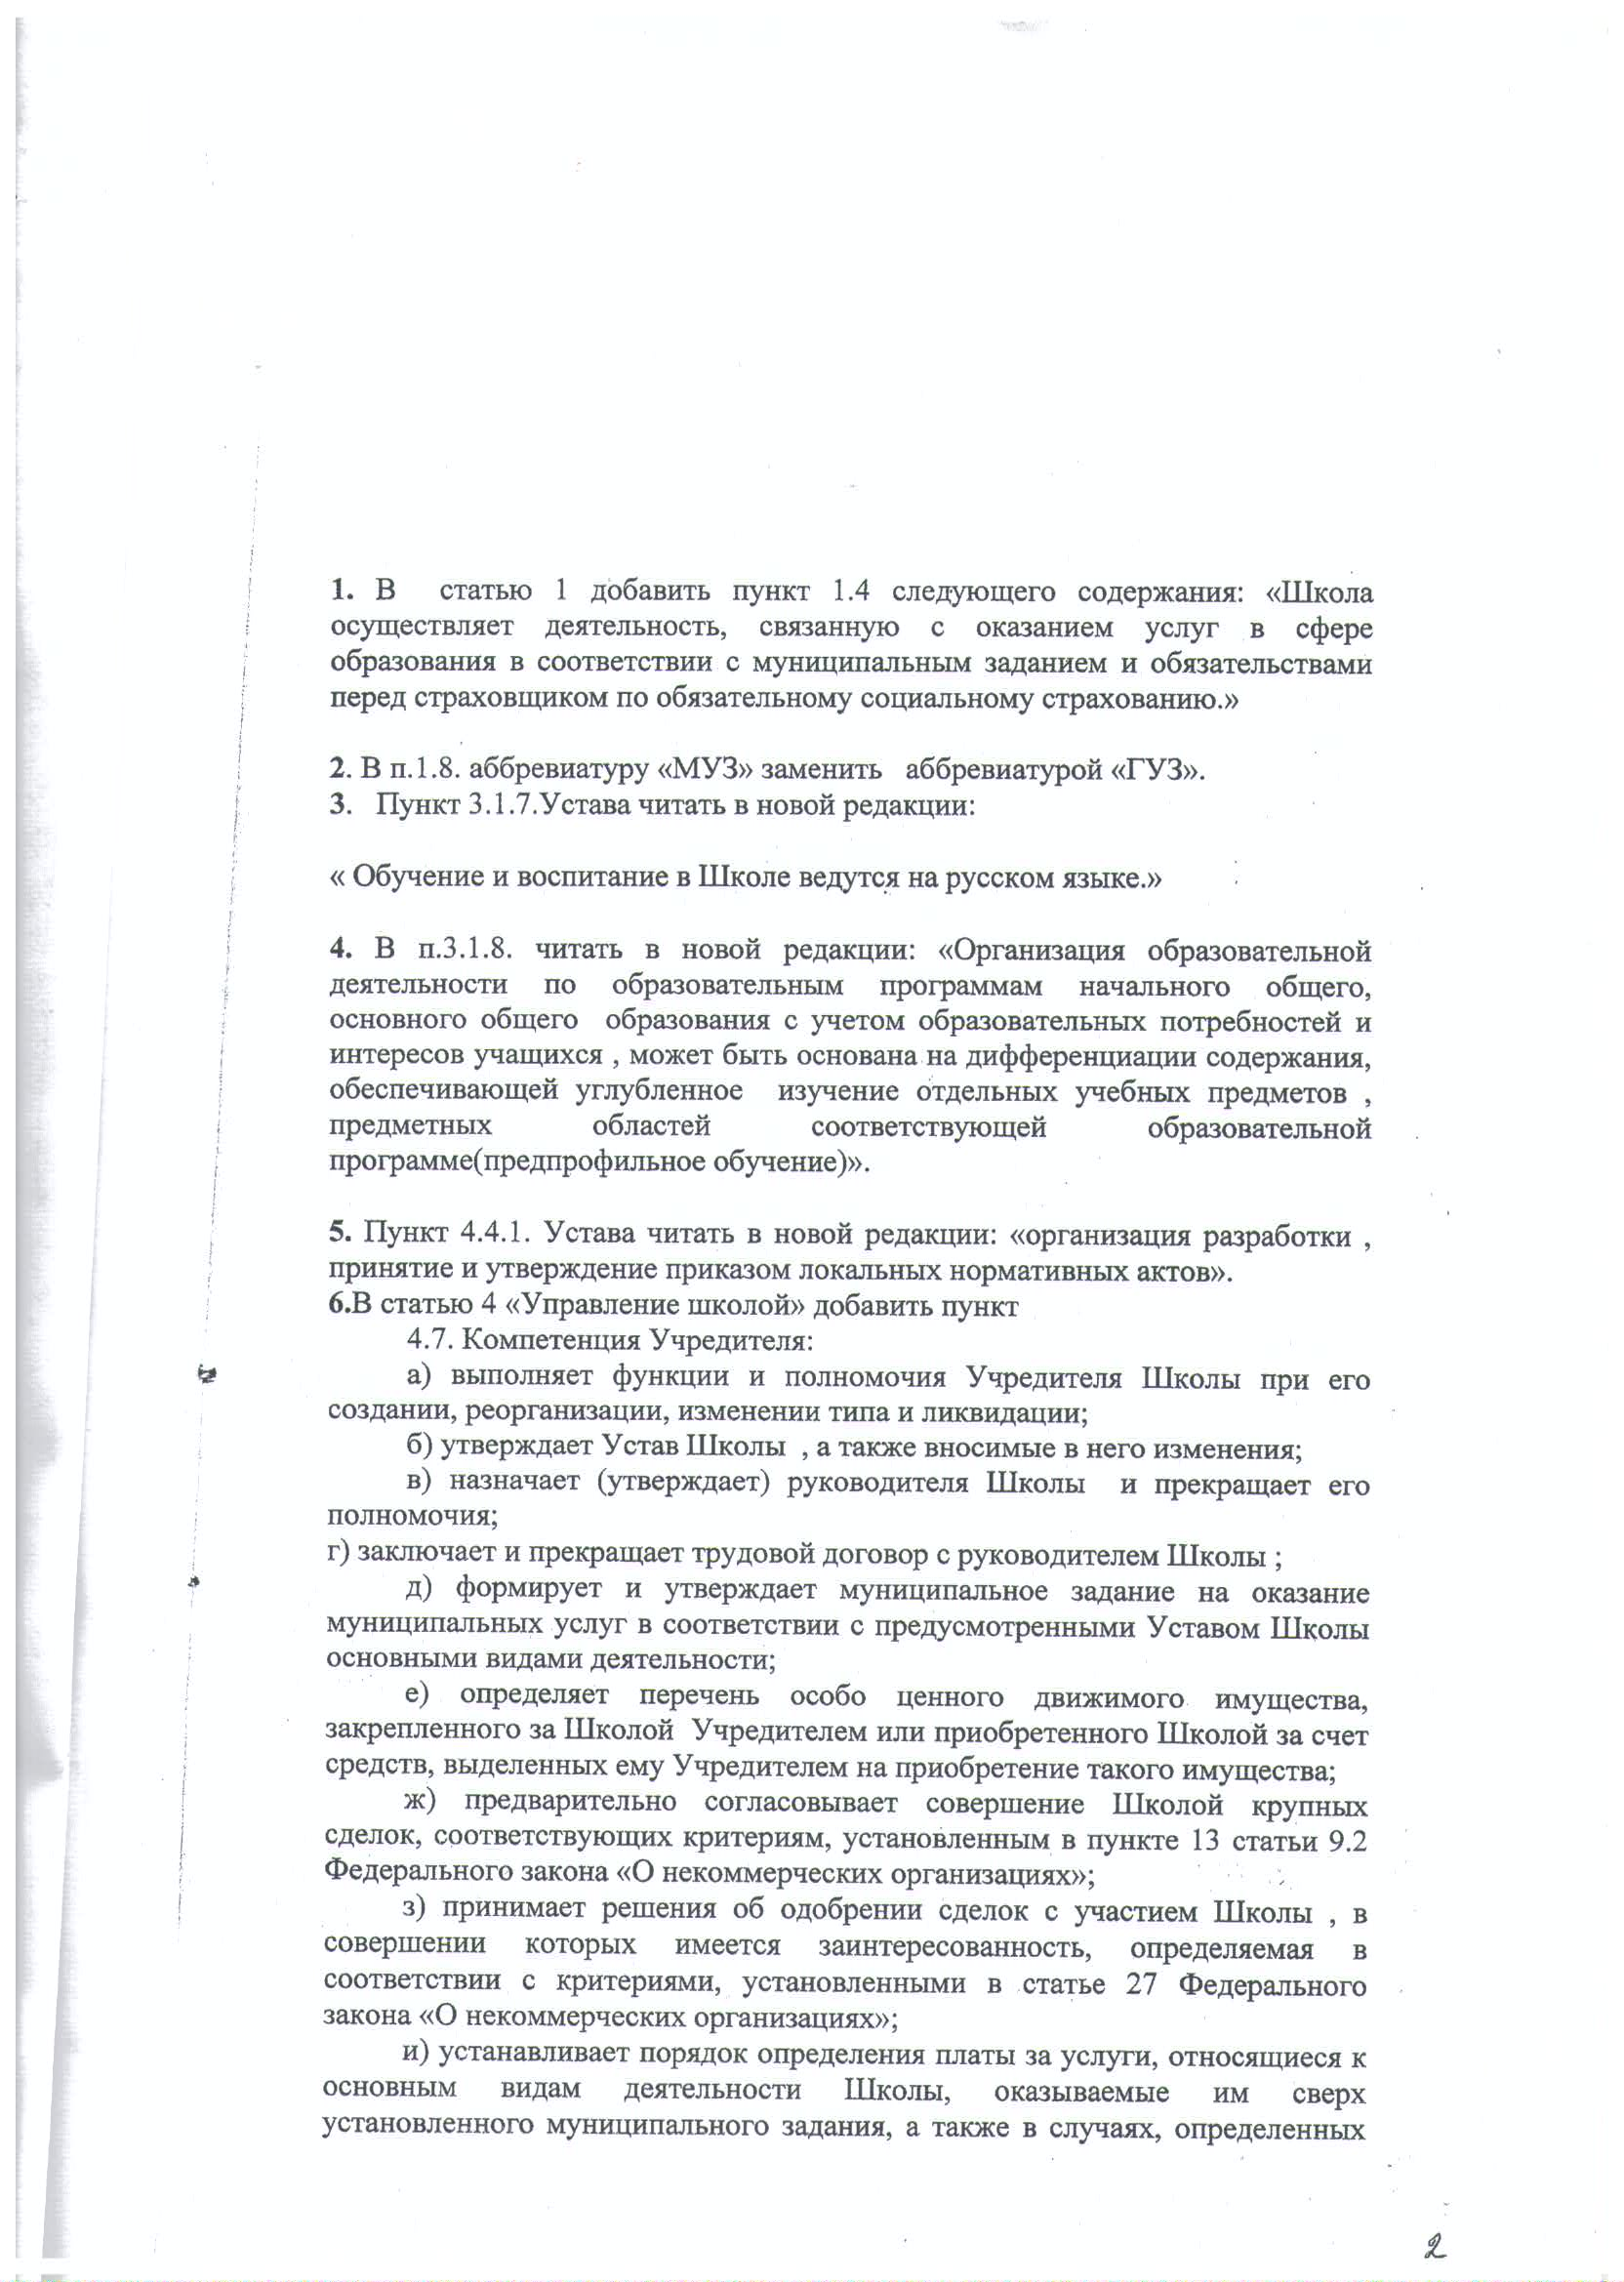 1. В статью 1 добавить пункт 1.4 следующего содержания: «Школа
осуществляет деятельность, связанную с оказанием услуг в сфере
образования в соответствии с муниципальным заданием и обязательствами
перед страховщиком по обязательному социальному страхованию.»
2. В п.1.8. аббревиатуру «МУЗ» заменить аббревиатурой «ГУЗ».
3. Пункт 3.1.7.Устава читать в новой редакции:
« Обучение и воспитание в Школе ведутся на русском языке.»
4. В п.3.1.8. читать в новой редакции: «Организация образовательной
деятельности по образовательным программам начального общего,
основного общего образования с учетом образовательных потребностей и
интересов учащихся , может быть основана на дифференциации содержания,
обеспечивающей углубленное изучение отдельных учебных предметов ,
предметных областей соответствующей образовательной
программе(предпрофильное обучение)».
5. Пункт 4.4.1. Устава читать в новой редакции: «организация разработки ,
принятие и утверждение приказом локальных нормативных актов».
6.В статью 4 «Управление школой» добавить пункт
4.7. Компетенция Учредителя:
а) выполняет функции и полномочия Учредителя Школы при его
создании, реорганизации, изменении типа и ликвидации;
б) утверждает Устав Школы , а также вносимые в него изменения;
в) назначает (утверждает) руководителя Школы и прекращает его
полномочия;
г) заключает и прекращает трудовой договор с руководителем Школы ;
д) формирует и утверждает муниципальное задание на оказание
муниципальных услуг в соответствии с предусмотренными Уставом Школы
основными видами деятельности;
е) определяет перечень особо ценного движимого имущества,
закрепленного за Школой Учредителем или приобретенного Школой за счет
средств, выделенных ему Учредителем на приобретение такого имущества;
ж) предварительно согласовывает совершение Школой крупных
сделок, соответствующих критериям, установленным в пункте 13 статьи 9.2
Федерального закона «О некоммерческих организациях»;
з) принимает решения об одобрении сделок с участием Школы , в
совершении которых имеется заинтересованность, определяемая в
соответствии с критериями, установленными в статье 27 Федерального
закона «О некоммерческих организациях»;
и) устанавливает порядок определения платы за услуги, относящиеся к
основным видам деятельности Школы, оказываемые им сверх
установленного муниципального задания, а также в случаях, определенных
2